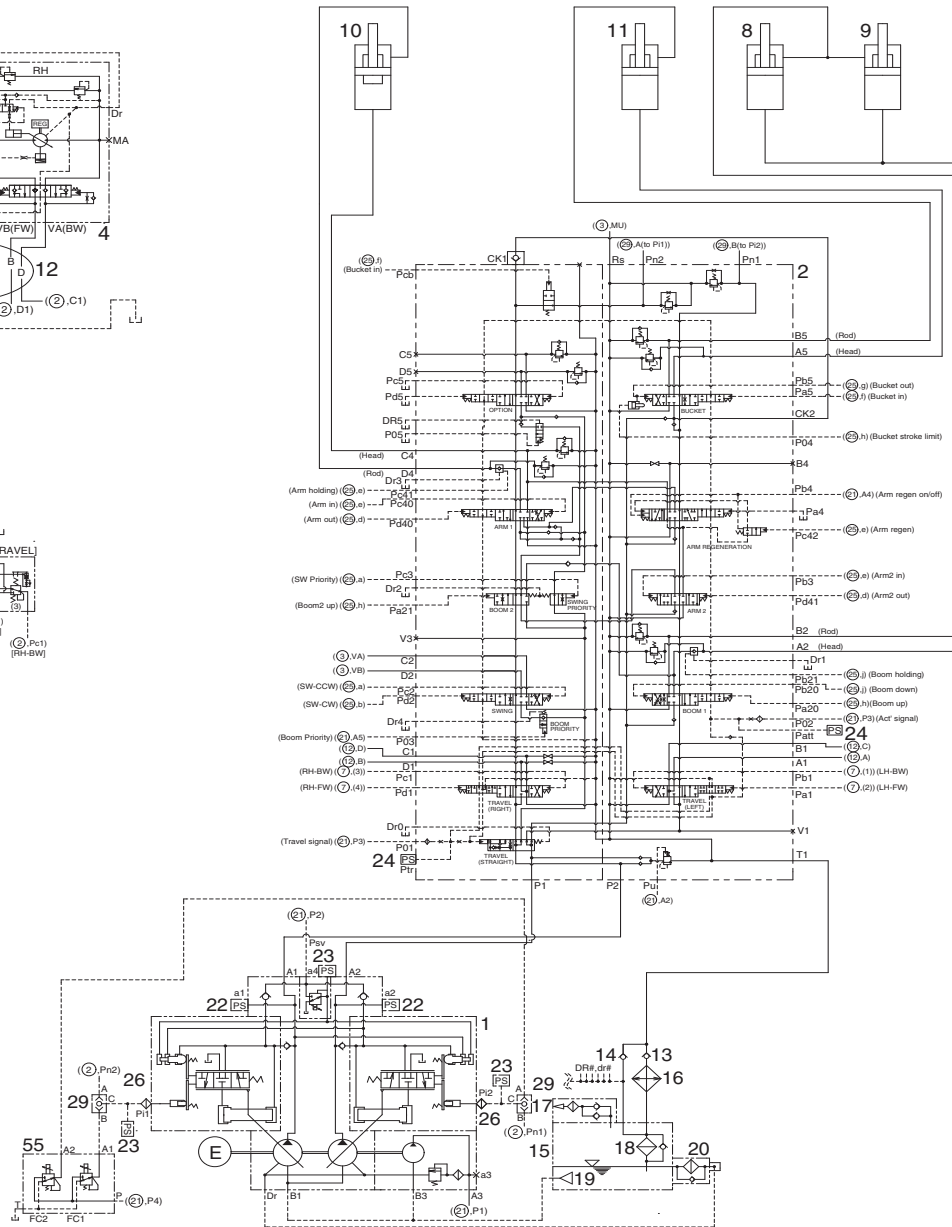 10
11
8
9
RH
REG
Dr
MA
VB(FW)
VA(BW)
4
B
D
12
(2,C1)
2,D1)
RAVEL]
(3)
(2,Pc1)
[RH-BW]
(3,MU)
(29,A(to Pi1))
(29,B(to Pi2))
(25,f)
(Bucket in)
Pcb
CK1
Rs
Pn2
Pn1
2
B5 (Rod)
A5 (Head)
C5
D5
Pc5
Pd5
OPTION
BUCKET
Pb5
(25,g) (Bucket out)
Pa5
(25,f) (Bucket in)
CK2
DR5
P05
(25,h) (Bucket stroke limit)
P04
(Head) C4
B4
(Rod) D4
Dr3
(Arm holding) (25,e)
Pc41
(Arm in) (25,e)
Pc40
(Arm out) (25,d)
Pd40
ARM 1
ARM REGENERATION
Pb4
(21,A4) (Arm regen on/off)
Pa4
(25,e) (Arm regen)
Pc42
(SW Priority) (25,a)
Pc3
Dr2
(Boom2 up) (25,h)
Pa21
BOOM 2
SWING
PRIORITY
ARM 2
Pb3
(25,e) (Arm2 in)
(25,d) (Arm2 out)
Pd41
V3
B2 (Rod)
A2 (Head)
Dr1
(3,VA)
C2
(3,VB)
D2
(SW-CCW) (25,a)
Pc2
(SW-CW) (25,b)
Pd2
SWING
BOOM 1
Pb21
(25,j) (Boom holding)
Pb20
(25,j) (Boom down)
(25,h)(Boom up)
Pa20
(21,P3) (Act' signal)
P02
PS
24
Patt
Dr4
BOOM
PRIORITY
(Boom Priority) (21,A5)
P03
(12,D)
C1
(12,B)
D1
B1
(12,C)
(12,A)
A1
(RH-BW) (7,(3))
Pc1
(RH-FW) (7,(4))
Pd1
TRAVEL
(RIGHT)
TRAVEL
(LEFT)
Pb1
(7,(1)) (LH-BW)
(7,(2)) (LH-FW)
Pa1
Dr0
V1
(Travel signal) (21,P3)
P01
24
PS
Ptr
TRAVEL
(STRAIGHT)
T1
P1
P2
Pu
(21,A2)
(21,P2)
Psv
23
PS
A1
a4
A2
a1
22
PS
a2
PS
22
1
14
13
DR#,dr#
16
(2,Pn2)
26
A
29
C
B
Pi1
PS
23
23
PS
Pi2
A
29
C
17
B
26
(2,Pn1)
15
18
20
19
E
55
A2
A1
T
P
(21,P4)
FC2
FC1
Dr
B1
B3
A3
a3
(21,P1)